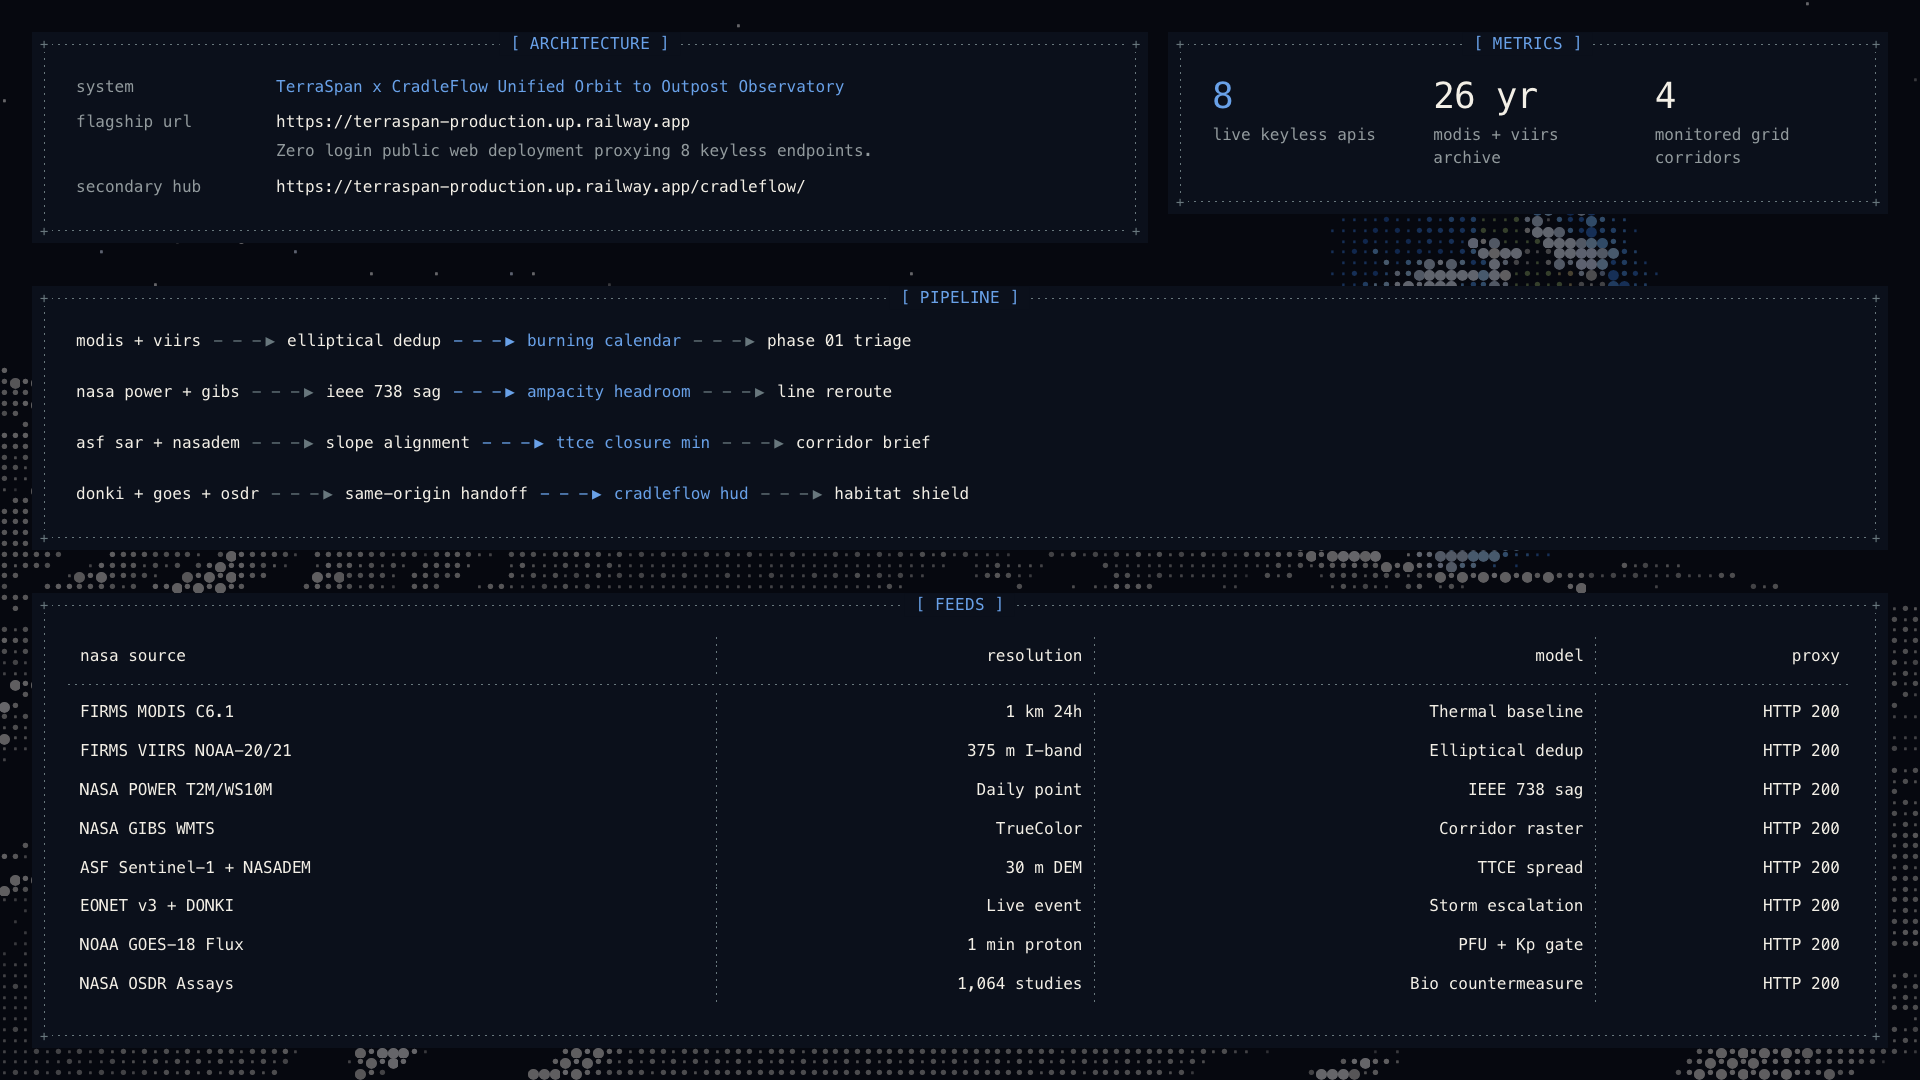 [ ARCHITECTURE ]
system TerraSpan x CradleFlow Unified Orbit to Outpost Observatory
flagship url https://terraspan-production.up.railway.app
Zero login public web deployment proxying 8 keyless endpoints.
secondary hub https://terraspan-production.up.railway.app/cradleflow/
[ METRICS ]
8 26 yr 4
live keyless apis modis + viirs monitored grid
archive corridors
[ PIPELINE ]
modis + viirs – – –▶ elliptical dedup – – –▶ burning calendar – – –▶ phase 01 triage
nasa power + gibs – – –▶ ieee 738 sag – – –▶ ampacity headroom – – –▶ line reroute
asf sar + nasadem – – –▶ slope alignment – – –▶ ttce closure min – – –▶ corridor brief
donki + goes + osdr – – –▶ same-origin handoff – – –▶ cradleflow hud – – –▶ habitat shield
[ FEEDS ]
nasa source resolution model proxy
FIRMS MODIS C6.1 1 km 24h Thermal baseline HTTP 200
FIRMS VIIRS NOAA-20/21 375 m I-band Elliptical dedup HTTP 200
NASA POWER T2M/WS10M Daily point IEEE 738 sag HTTP 200
NASA GIBS WMTS TrueColor Corridor raster HTTP 200
ASF Sentinel-1 + NASADEM 30 m DEM TTCE spread HTTP 200
EONET v3 + DONKI Live event Storm escalation HTTP 200
NOAA GOES-18 Flux 1 min proton PFU + Kp gate HTTP 200
NASA OSDR Assays 1,064 studies Bio countermeasure HTTP 200